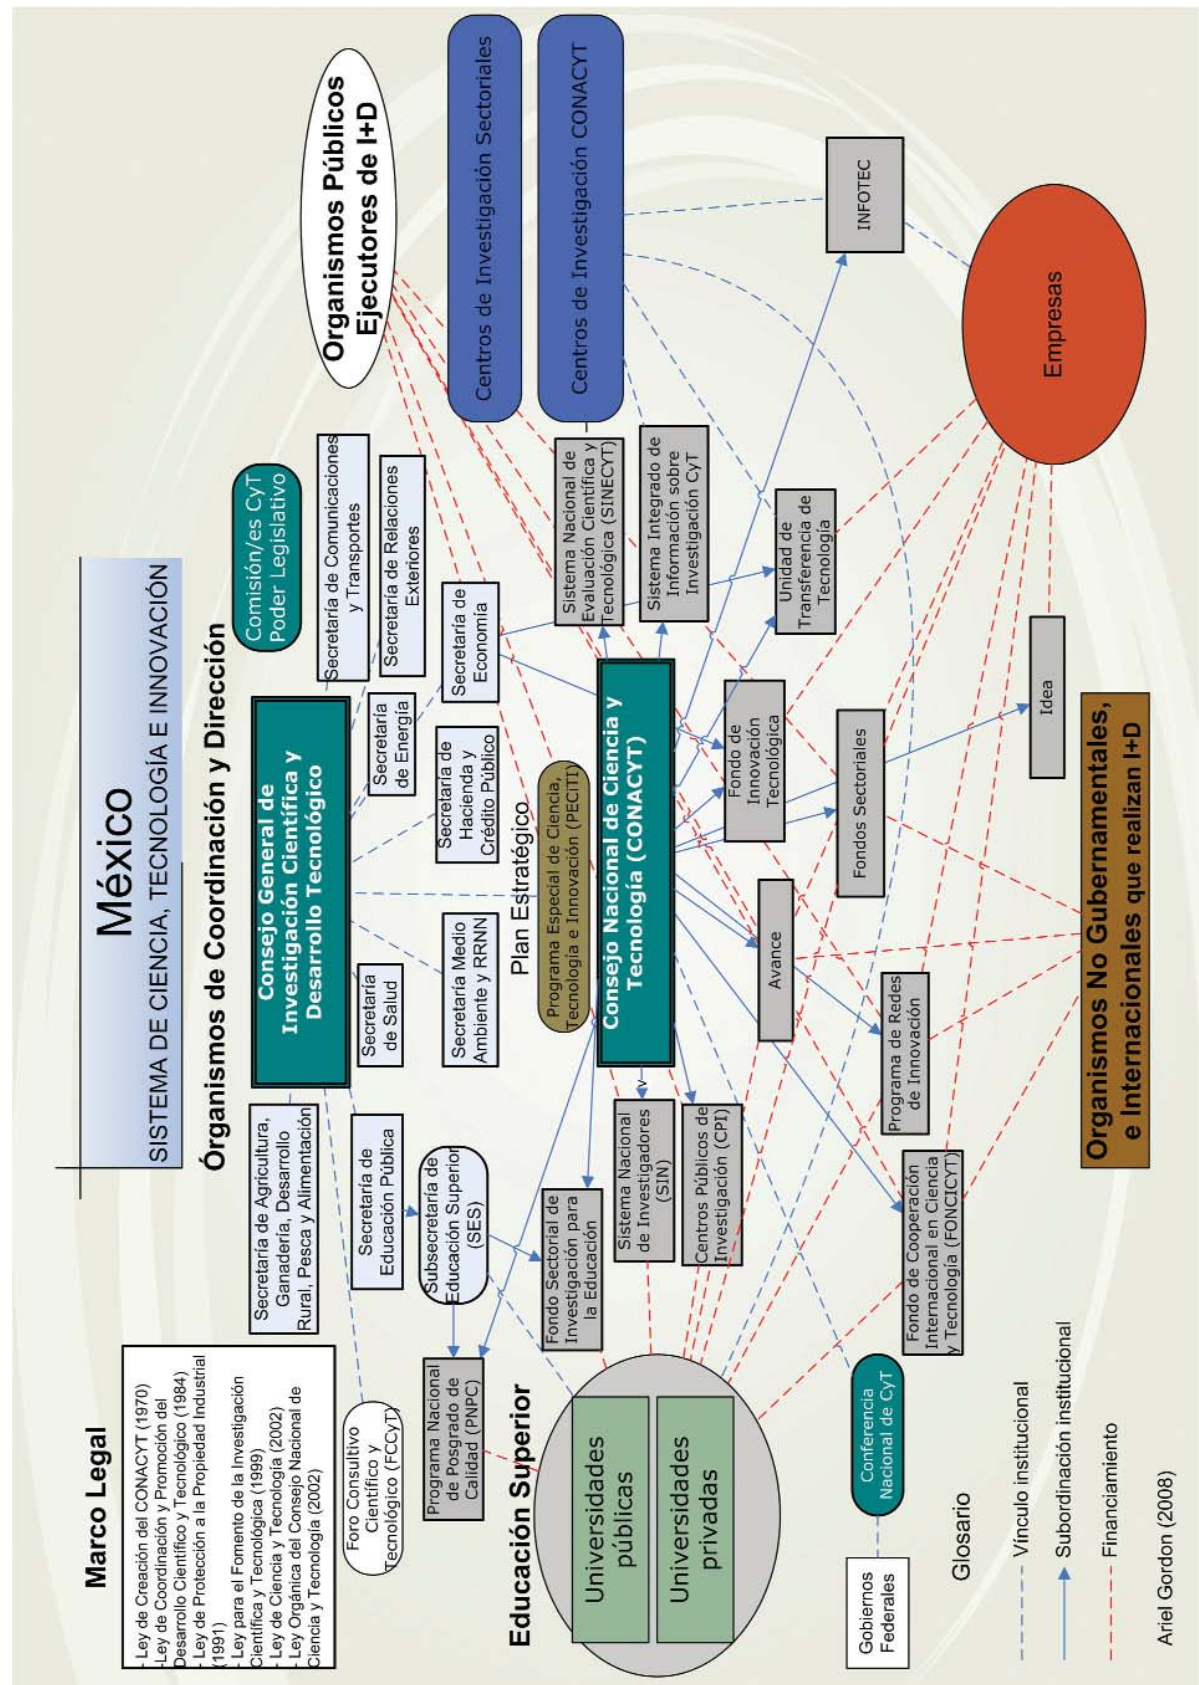 México
SISTEMA DE CIENCIA, TECNOLOGÍA E INNOVACIÓN
Marco Legal
- Ley de Creación del CONACYT (1970)
-Ley de Coordinación y Promoción del
Desarrollo Científico y Tecnológico (1984)
- Ley de Protección a la Propiedad Industrial
(1991)
- Ley para el Fomento de la Investigación
Científica y Tecnológica (1999)
- Ley de Ciencia y Tecnología (2002)
- Ley Orgánica del Consejo Nacional de
Ciencia y Tecnología (2002)
Órganismos de Coordinación y Dirección
Consejo General de
Investigación Científica y
Desarrollo Tecnológico
Comisión/es CyT
Poder Legislativo
Secretaría de Agricultura,
Ganadería, Desarrollo
Rural, Pesca y Alimentación
Secretaría de Comunicaciones
y Transportes
Secretaría de Relaciones
Exteriores
Organismos Públicos
Ejecutores de I+D
Foro Consultivo
Científico y
Tecnológico (FCCyT)
Secretaría de
Educación Pública
Secretaría
de Salud
Secretaría
de Energía
Subsecretaría de
Educación Superior
(SES)
Secretaría Medio
Ambiente y RRNN
Secretaría de
Hacienda y
Crédito Público
Secretaría de
Economía
Centros de Investigación Sectoriales
Programa Nacional
de Posgrado de
Calidad (PNPC)
Plan Estratégico
Programa Especial de Ciencia,
Tecnología e Innovación (PECiTI)
Centros de Investigación CONACYT
Educación Superior
Fondo Sectorial de
Investigación para
la Educación
Sistema Nacional de
Evaluación Científica y
Tecnológica (SINECYT)
Consejo Nacional de Ciencia y
Tecnología (CONACYT)
v
Universidades
públicas
Universidades
privadas
Sistema Nacional
de Investigadores
(SIN)
Sistema Integrado de
Información sobre
Investigación CyT
Centros Públicos de
Investigación (CPI)
Fondo de
Innovación
Tecnológica
Unidad de
Transferencia de
Tecnología
INFOTEC
Avance
Fondos Sectoriales
Conferencia
Nacional de CyT
Gobiernos
Federales
Programa de Redes
de Innovación
Fondo de Cooperación
Internacional en Ciencia
y Tecnología (FONCICYT)
Idea
Empresas
Organismos No Gubernamentales,
e Internacionales que realizan I+D
Glosario
Vínculo institucional
Subordinación institucional
Financiamiento
Ariel Gordon (2008)